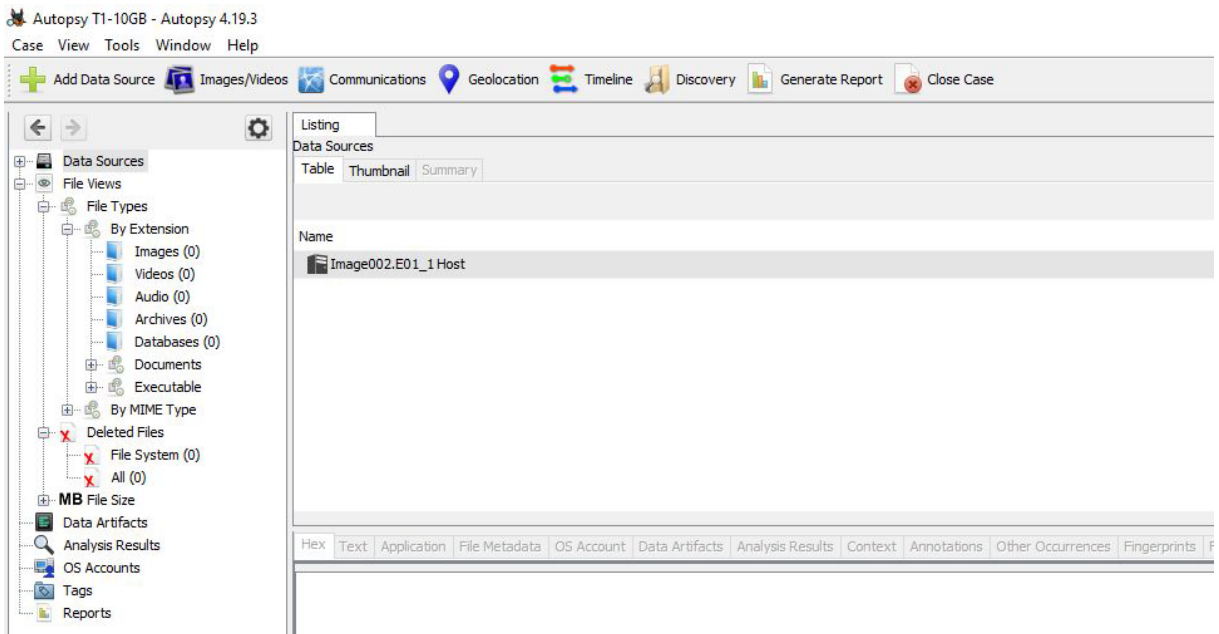 Autopsy T1-10GB - Autopsy 4.19.3
Case View Tools Window Help
Add Data Source Images/Videos Communications Geolocation Timeline Discovery Generate Report Close Case
Data Sources
File Views
File Types
By Extension
Images (0)
Videos (0)
Audio (0)
Archives (0)
Databases (0)
Documents
Executable
By MIME Type
Deleted Files
File System (0)
All (0)
MB File Size
Data Artifacts
Analysis Results
OS Accounts
Tags
Reports
Listing
Data Sources
Table Thumbnail Summary
Name
Image002.E01_1 Host
Hex Text Application File Metadata OS Account Data Artifacts Analysis Results Context Annotations Other Occurrences Fingerprints